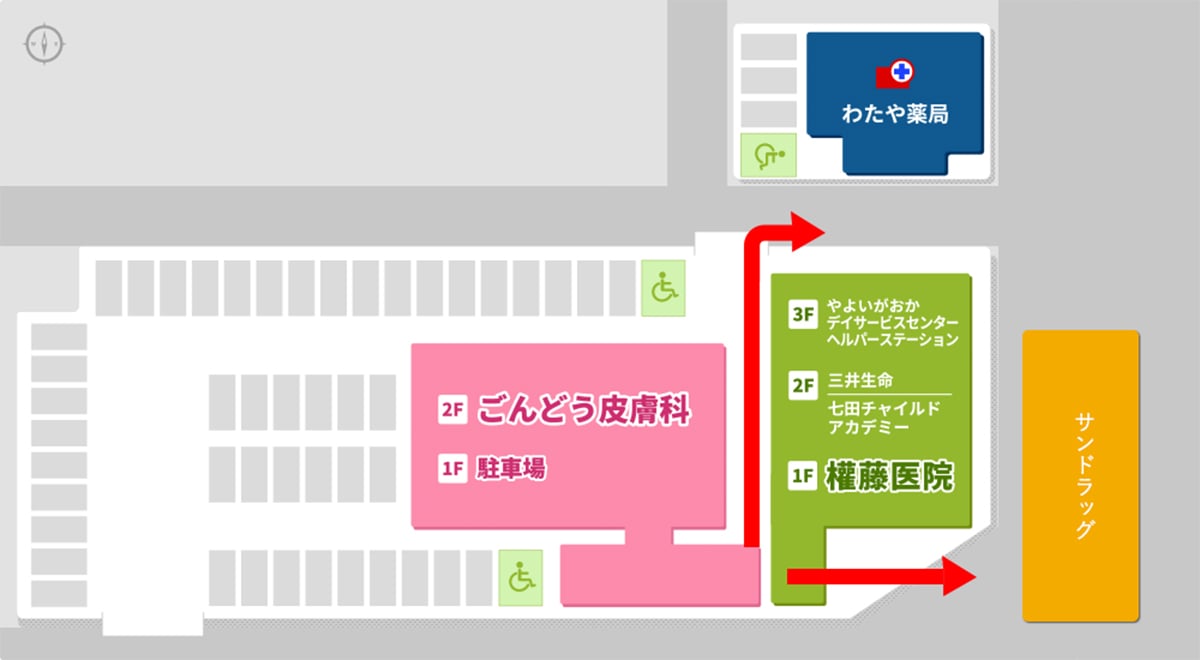 わたや薬局
2F ごんどう皮膚科
1F 駐車場
3F やよいがおか
デイサービスセンター
ヘルパーステーション
2F 三井生命
七田チャイルド
アカデミー
1F 權藤医院
サンドラッグ